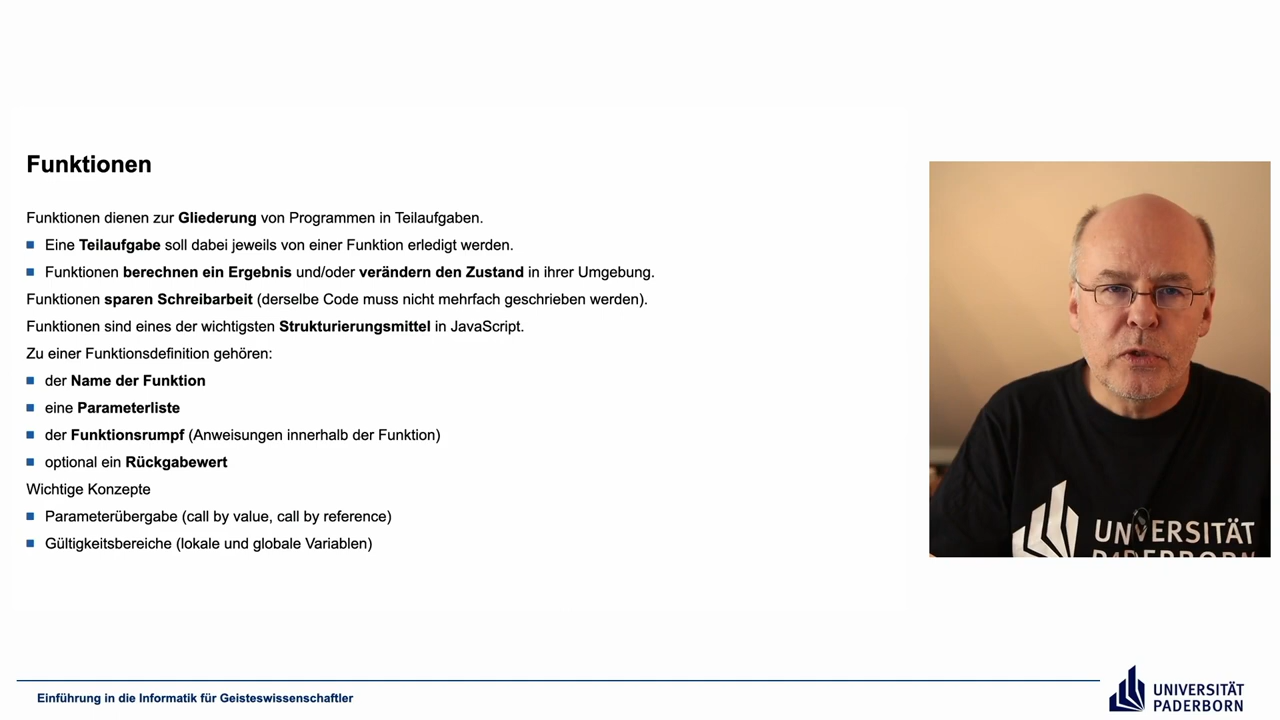 Funktionen
Funktionen dienen zur Gliederung von Programmen in Teilaufgaben.
Eine Teilaufgabe soll dabei jeweils von einer Funktion erledigt werden.
Funktionen berechnen ein Ergebnis und/oder verändern den Zustand in ihrer Umgebung.
Funktionen sparen Schreibarbeit (derselbe Code muss nicht mehrfach geschrieben werden).
Funktionen sind eines der wichtigsten Strukturierungsmittel in JavaScript.
Zu einer Funktionsdefinition gehören:
der Name der Funktion
eine Parameterliste
der Funktionsrumpf (Anweisungen innerhalb der Funktion)
optional ein Rückgabewert
Wichtige Konzepte
Parameterübergabe (call by value, call by reference)
Gültigkeitsbereiche (lokale und globale Variablen)
UNIVERSITÄT
PADERBORN
Einführung in die Informatik für Geisteswissenschaftler
UNIVERSITÄT
PADERBORN